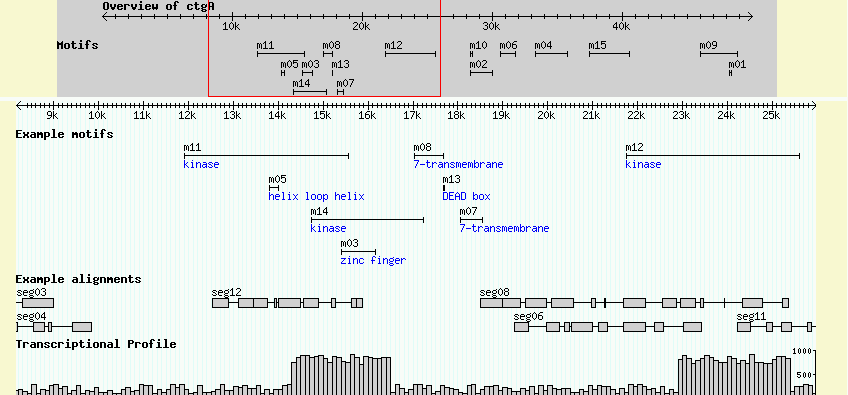 Overview of ctgA
10k 20k 30k 40k
Motifs
m11 m08 m12 m10 m06 m04 m15 m09
m05 m03 m13 m02 m01
m14 m07
9k 10k 11k 12k 13k 14k 15k 16k 17k 18k 19k 20k 21k 22k 23k 24k 25k
Example motifs
m11 m08 m12
kinase 7-transmembrane kinase
m05 m13
helix loop helix DEAD box
m14 m07
kinase 7-transmembrane
m03
zinc finger
Example alignments
seg03 seg12 seg08
seg04 seg06 seg11
Transcriptional Profile
1000
500